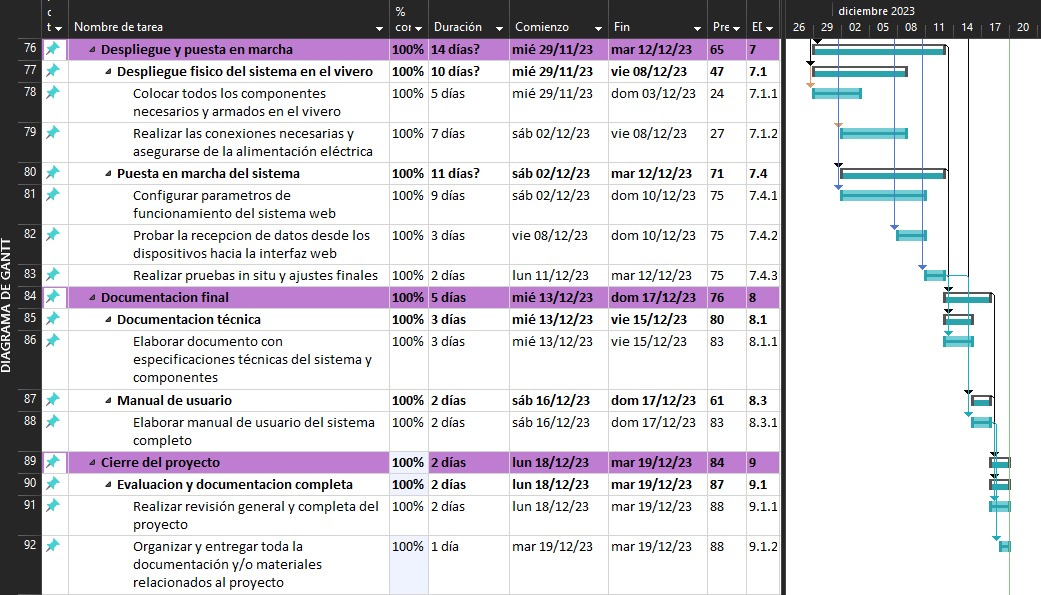 DIAGRAMA DE GANTT
c t
Nombre de tarea
% cor
Duración
Comienzo
Fin
Pre
EI
diciembre 2023
26 29 02 05 08 11 14 17 20
76 Despliegue y puesta en marcha 100% 14 días? mié 29/11/23 mar 12/12/23 65 7
77 Despliegue fisico del sistema en el vivero 100% 10 días? mié 29/11/23 vie 08/12/23 47 7.1
78 Colocar todos los componentes 100% 5 días mié 29/11/23 dom 03/12/23 24 7.1.1
necesarios y armados en el vivero
79 Realizar las conexiones necesarias y 100% 7 días sáb 02/12/23 vie 08/12/23 27 7.1.2
asegurarse de la alimentación eléctrica
80 Puesta en marcha del sistema 100% 11 días? sáb 02/12/23 mar 12/12/23 71 7.4
81 Configurar parametros de 100% 9 días sáb 02/12/23 dom 10/12/23 75 7.4.1
funcionamiento del sistema web
82 Probar la recepcion de datos desde los 100% 3 días vie 08/12/23 dom 10/12/23 75 7.4.2
dispositivos hacia la interfaz web
83 Realizar pruebas in situ y ajustes finales 100% 2 días lun 11/12/23 mar 12/12/23 75 7.4.3
84 Documentacion final 100% 5 días mié 13/12/23 dom 17/12/23 76 8
85 Documentacion técnica 100% 3 días mié 13/12/23 vie 15/12/23 80 8.1
86 Elaborar documento con 100% 3 días mié 13/12/23 vie 15/12/23 83 8.1.1
especificaciones técnicas del sistema y
componentes
87 Manual de usuario 100% 2 días sáb 16/12/23 dom 17/12/23 61 8.3
88 Elaborar manual de usuario del sistema 100% 2 días sáb 16/12/23 dom 17/12/23 83 8.3.1
completo
89 Cierre del proyecto 100% 2 días lun 18/12/23 mar 19/12/23 84 9
90 Evaluacion y documentacion completa 100% 2 días lun 18/12/23 mar 19/12/23 87 9.1
91 Realizar revisión general y completa del 100% 2 días lun 18/12/23 mar 19/12/23 88 9.1.1
proyecto
92 Organizar y entregar toda la 100% 1 día mar 19/12/23 mar 19/12/23 88 9.1.2
documentación y/o materiales
relacionados al proyecto